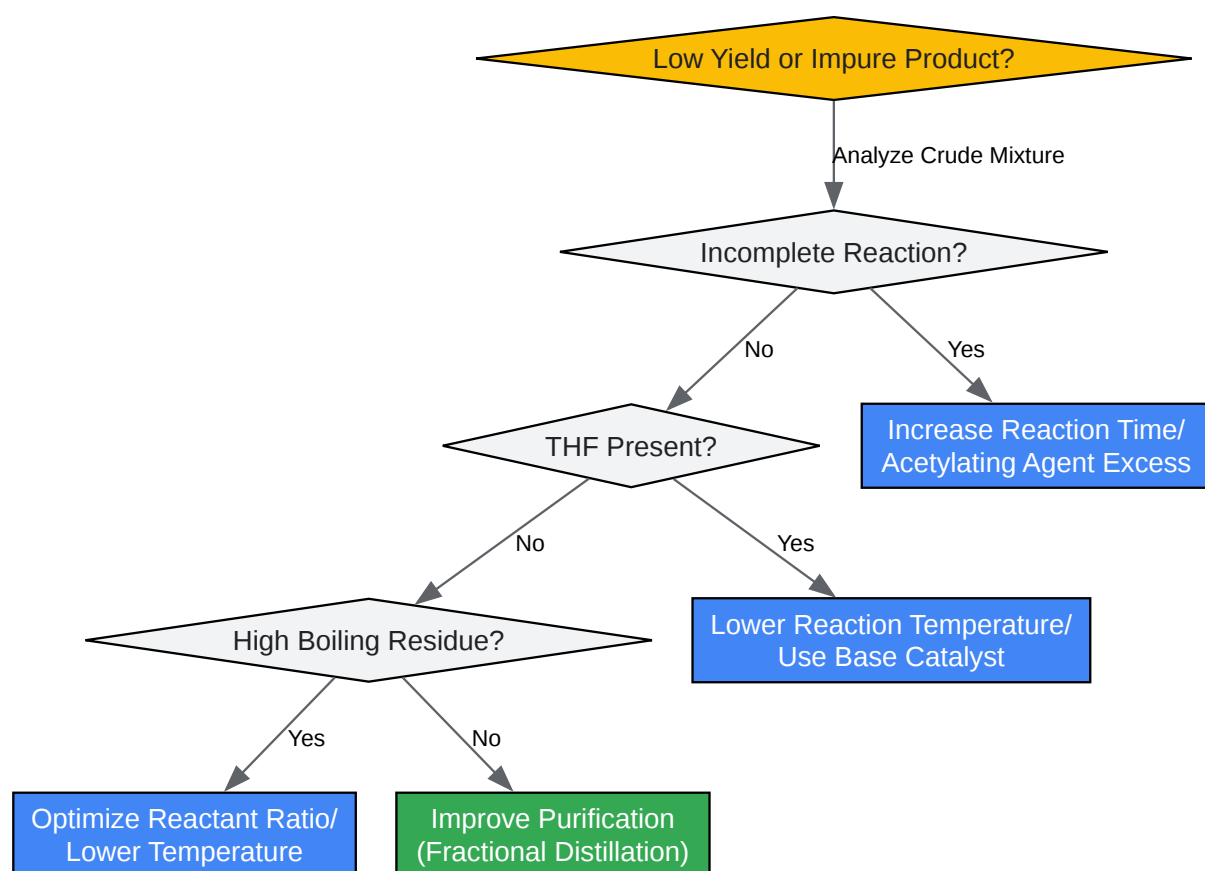 Low Yield or Impure Product?
Analyze Crude Mixture
Incomplete Reaction?
No
Yes
THF Present?
Increase Reaction Time/
Acetylating Agent Excess
No
Yes
High Boiling Residue?
Lower Reaction Temperature/
Use Base Catalyst
Yes
No
Optimize Reactant Ratio/
Lower Temperature
Improve Purification
(Fractional Distillation)